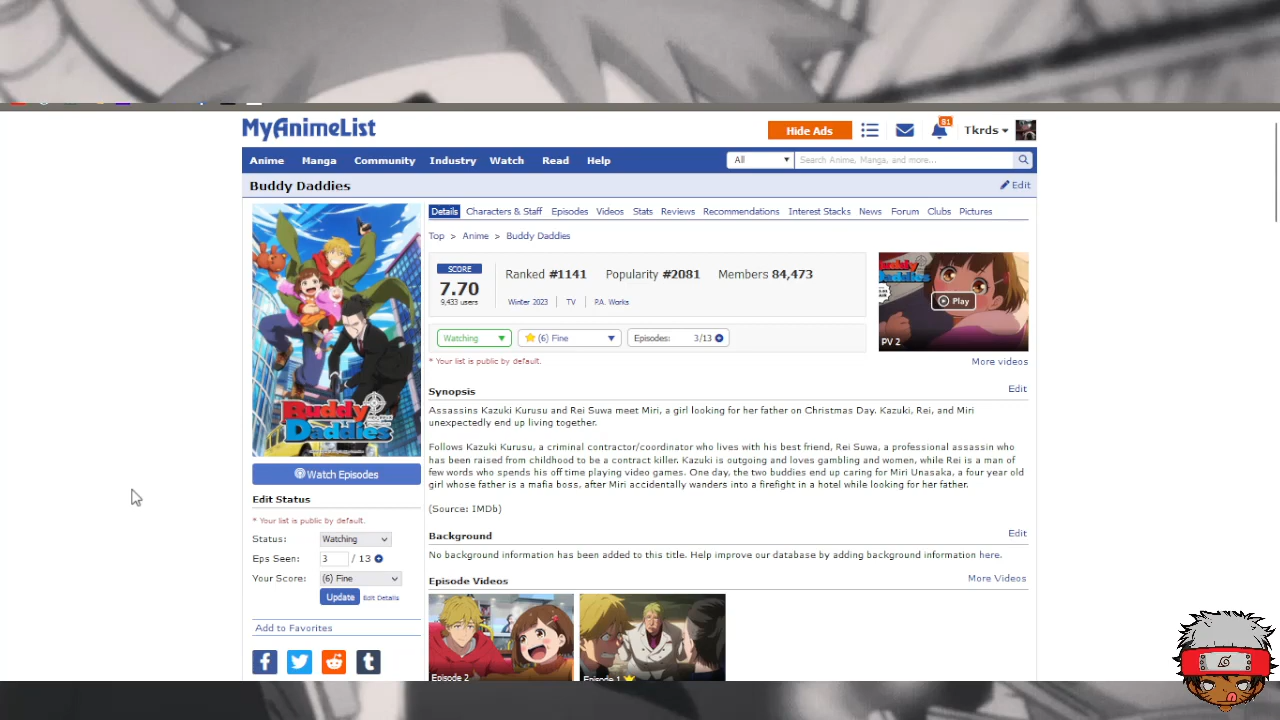 MyAnimeList
Hide Ads
81
Tkrds
Anime Manga Community Industry Watch Read Help
All
Search Anime, Manga, and more...
Buddy Daddies
Edit
Details Characters & Staff Episodes Videos Stats Reviews Recommendations Interest Stacks News Forum Clubs Pictures
Top > Anime > Buddy Daddies
SCORE
7.70
9,433 users
Ranked #1141 Popularity #2081 Members 84,473
Winter 2023 TV P.A. Works
Buddy Daddies
Play
PV 2
Watching (6) Fine Episodes: 3/13
* Your list is public by default.
More videos
Synopsis
Edit
Assassins Kazuki Kurusu and Rei Suwa meet Miri, a girl looking for her father on Christmas Day. Kazuki, Rei, and Miri
unexpectedly end up living together.
Follows Kazuki Kurusu, a criminal contractor/coordinator who lives with his best friend, Rei Suwa, a professional assassin who
has been raised from childhood to be a contract killer. Kazuki is outgoing and loves gambling and women, while Rei is a man of
few words who spends his off time playing video games. One day, the two buddies end up caring for Miri Unasaka, a four year old
girl whose father is a mafia boss, after Miri accidentally wanders into a firefight in a hotel while looking for her father.
(Source: IMDb)
Background
Edit
No background information has been added to this title. Help improve our database by adding background information here.
Episode Videos
More Videos
Episode 2
Episode 1
Buddy
Daddies
Watch Episodes
Edit Status
* Your list is public by default.
Status: Watching
Eps Seen: 3 / 13
Your Score: (6) Fine
Update Edit Details
Add to Favorites